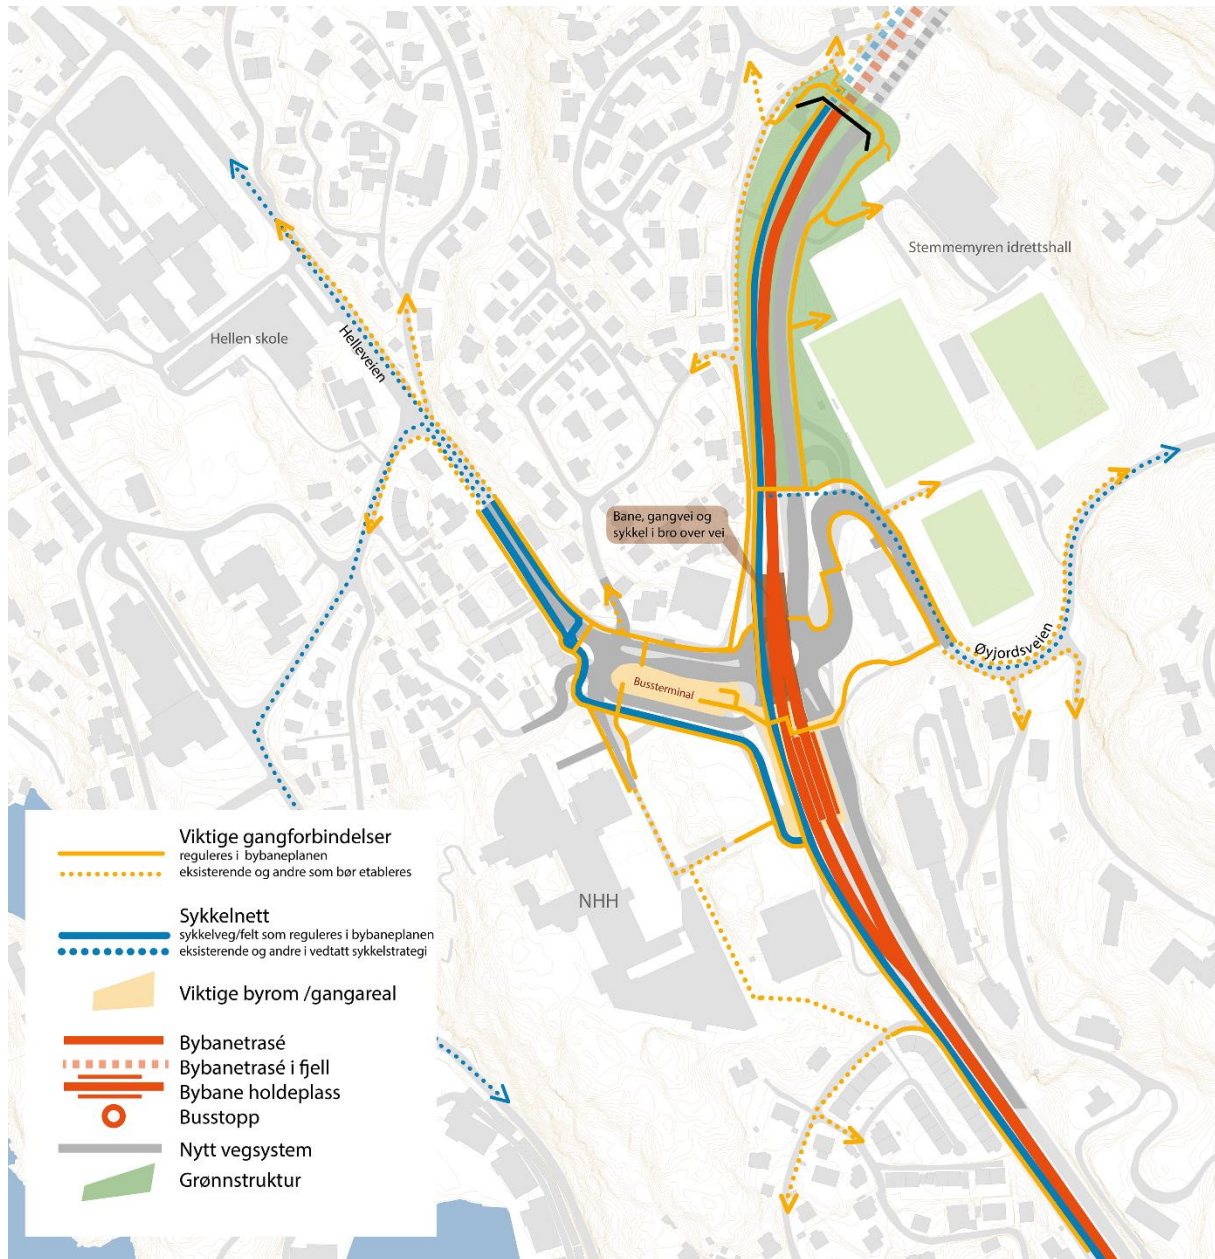 Stemmemyren idrettshall
Hellen skole
Helleveien
Bane, gangvei og
sykkel i bro over vei
Øyjordsveien
Bussterminal
NHH
Viktige gangforbindelser
reguleres i bybaneplanen
eksisterende og andre som bør etableres
Sykkelnett
sykkelveg/felt som reguleres i bybaneplanen
eksisterende og andre i vedtatt sykkelstrategi
Viktige byrom /gangareal
Bybanetrasé
Bybanetrasé i fjell
Bybane holdeplass
Busstopp
Nytt vegsystem
Grønnstruktur